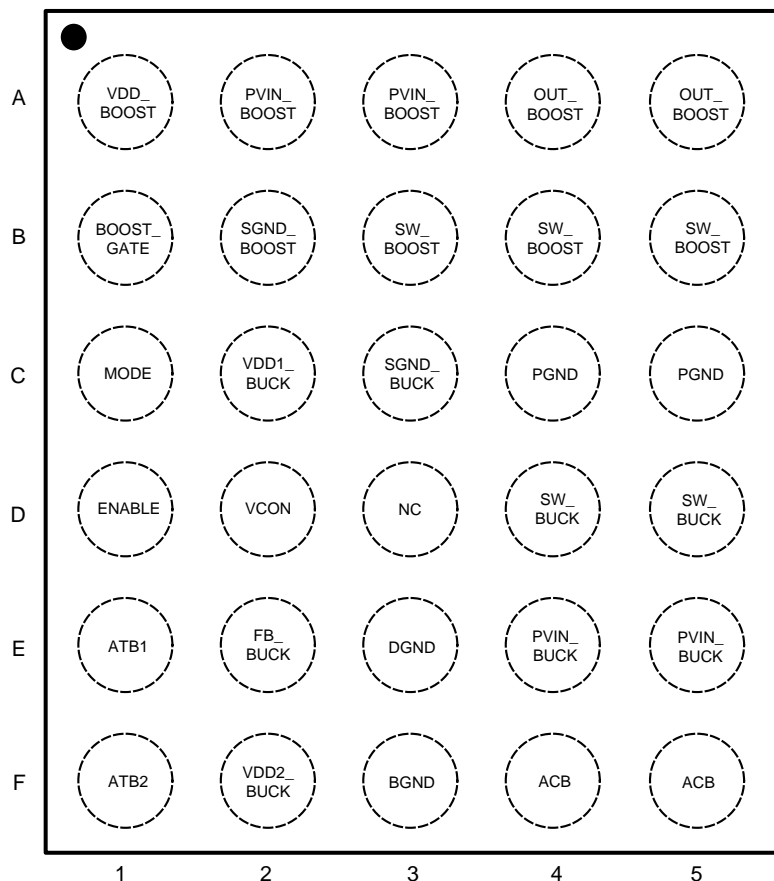 A
VDD_
BOOST
PVIN_
BOOST
PVIN_
BOOST
OUT_
BOOST
OUT_
BOOST
B
BOOST_
GATE
SGND_
BOOST
SW_
BOOST
SW_
BOOST
SW_
BOOST
C
MODE
VDD1_
BUCK
SGND_
BUCK
PGND
PGND
D
ENABLE
VCON
NC
SW_
BUCK
SW_
BUCK
E
ATB1
FB_
BUCK
DGND
PVIN_
BUCK
PVIN_
BUCK
F
ATB2
VDD2_
BUCK
BGND
ACB
ACB
1 2 3 4 5